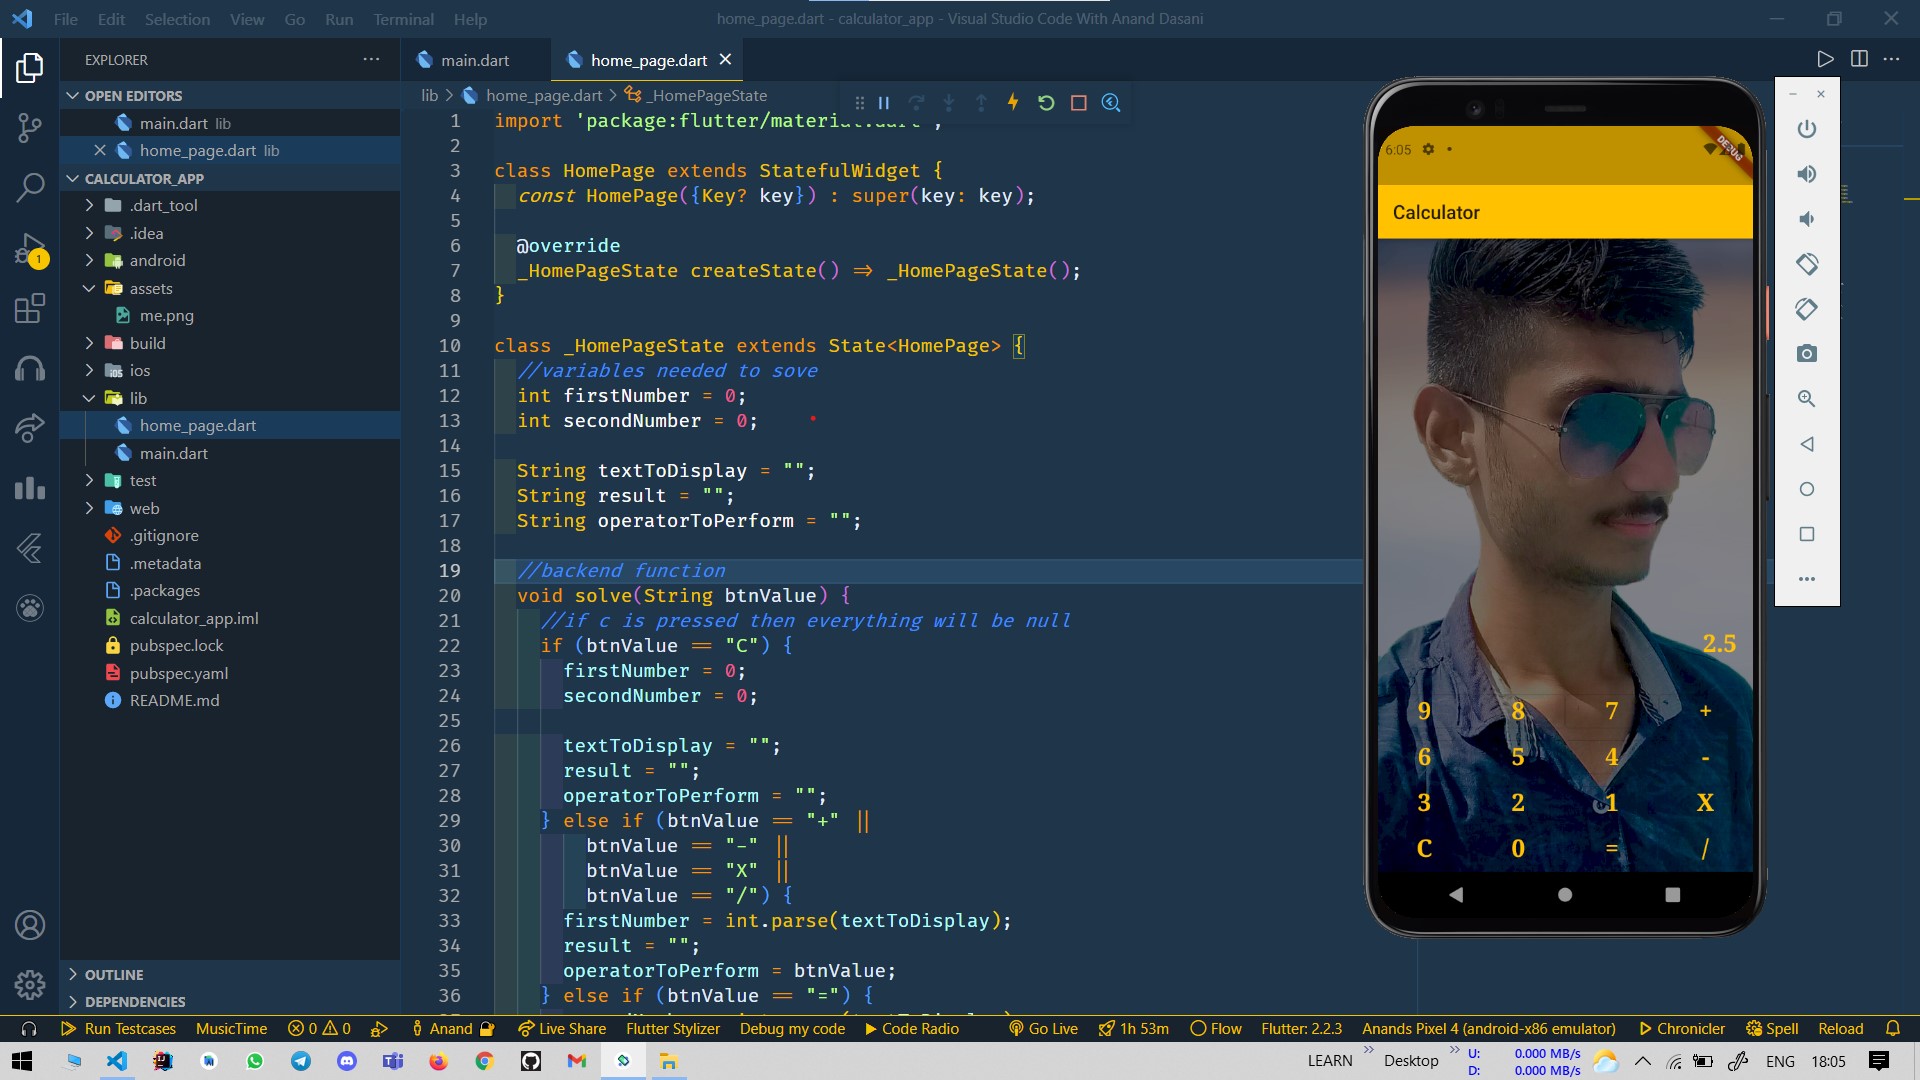 File Edit Selection View Go Run Terminal Help
home_page.dart - calculator_app - Visual Studio Code With Anand Dasani
EXPLORER
OPEN EDITORS
main.dart lib
home_page.dart lib
CALCULATOR_APP
.dart_tool
.idea
android
assets
me.png
build
ios
lib
home_page.dart
main.dart
test
web
.gitignore
.metadata
.packages
calculator_app.iml
pubspec.lock
pubspec.yaml
README.md
OUTLINE
DEPENDENCIES
1
main.dart
home_page.dart
lib > home_page.dart > _HomePageState
1 import 'package:flutter/material.dart';
2
3 class HomePage extends StatefulWidget {
4 const HomePage({Key? key}) : super(key: key);
5
6 @override
7 _HomePageState createState() => _HomePageState();
8 }
9
10 class _HomePageState extends State<HomePage> {
11 //variables needed to sove
12 int firstNumber = 0;
13 int secondNumber = 0;
14
15 String textToDisplay = "";
16 String result = "";
17 String operatorToPerform = "";
18
19 //backend function
20 void solve(String btnValue) {
21 //if c is pressed then everything will be null
22 if (btnValue == "C") {
23 firstNumber = 0;
24 secondNumber = 0;
25
26 textToDisplay = "";
27 result = "";
28 operatorToPerform = "";
29 } else if (btnValue == "+" ||
30 btnValue == "-" ||
31 btnValue == "X" ||
32 btnValue == "/") {
33 firstNumber = int.parse(textToDisplay);
34 result = "";
35 operatorToPerform = btnValue;
36 } else if (btnValue == "=") {
6:05
DEBUG
Calculator
2.5
9 8 7 +
6 5 4 -
3 2 1 X
C 0 = /
Run Testcases MusicTime 0 0 Anand Live Share Flutter Stylizer Debug my code Code Radio Go Live 1h 53m Flow Flutter: 2.2.3 Anands Pixel 4 (android-x86 emulator) Chronicler Spell Reload
LEARN Desktop
U: 0.000 MB/s
D: 0.000 MB/s
ENG 18:05